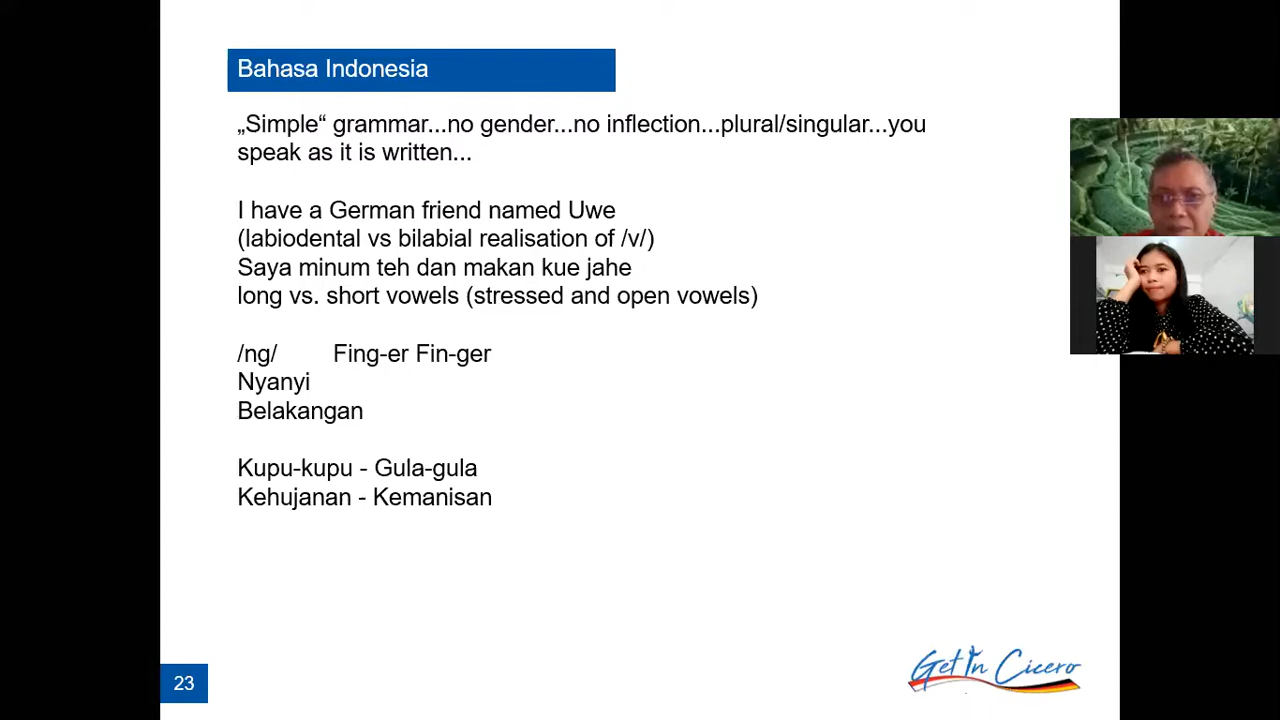 Bahasa Indonesia
„Simple“ grammar...no gender...no inflection...plural/singular...you
speak as it is written...
I have a German friend named Uwe
(labiodental vs bilabial realisation of /v/)
Saya minum teh dan makan kue jahe
long vs. short vowels (stressed and open vowels)
/ng/ Fing-er Fin-ger
Nyanyi
Belakangan
Kupu-kupu - Gula-gula
Kehujanan - Kemanisan
23
Get in Cicero